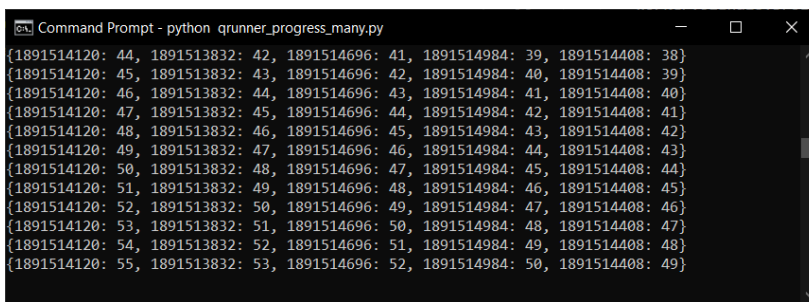 Command Prompt - python  qrunner_progress_many.py
{1891514120: 44, 1891513832: 42, 1891514696: 41, 1891514984: 39, 1891514408: 38}
{1891514120: 45, 1891513832: 43, 1891514696: 42, 1891514984: 40, 1891514408: 39}
{1891514120: 46, 1891513832: 44, 1891514696: 43, 1891514984: 41, 1891514408: 40}
{1891514120: 47, 1891513832: 45, 1891514696: 44, 1891514984: 42, 1891514408: 41}
{1891514120: 48, 1891513832: 46, 1891514696: 45, 1891514984: 43, 1891514408: 42}
{1891514120: 49, 1891513832: 47, 1891514696: 46, 1891514984: 44, 1891514408: 43}
{1891514120: 50, 1891513832: 48, 1891514696: 47, 1891514984: 45, 1891514408: 44}
{1891514120: 51, 1891513832: 49, 1891514696: 48, 1891514984: 46, 1891514408: 45}
{1891514120: 52, 1891513832: 50, 1891514696: 49, 1891514984: 47, 1891514408: 46}
{1891514120: 53, 1891513832: 51, 1891514696: 50, 1891514984: 48, 1891514408: 47}
{1891514120: 54, 1891513832: 52, 1891514696: 51, 1891514984: 49, 1891514408: 48}
{1891514120: 55, 1891513832: 53, 1891514696: 52, 1891514984: 50, 1891514408: 49}